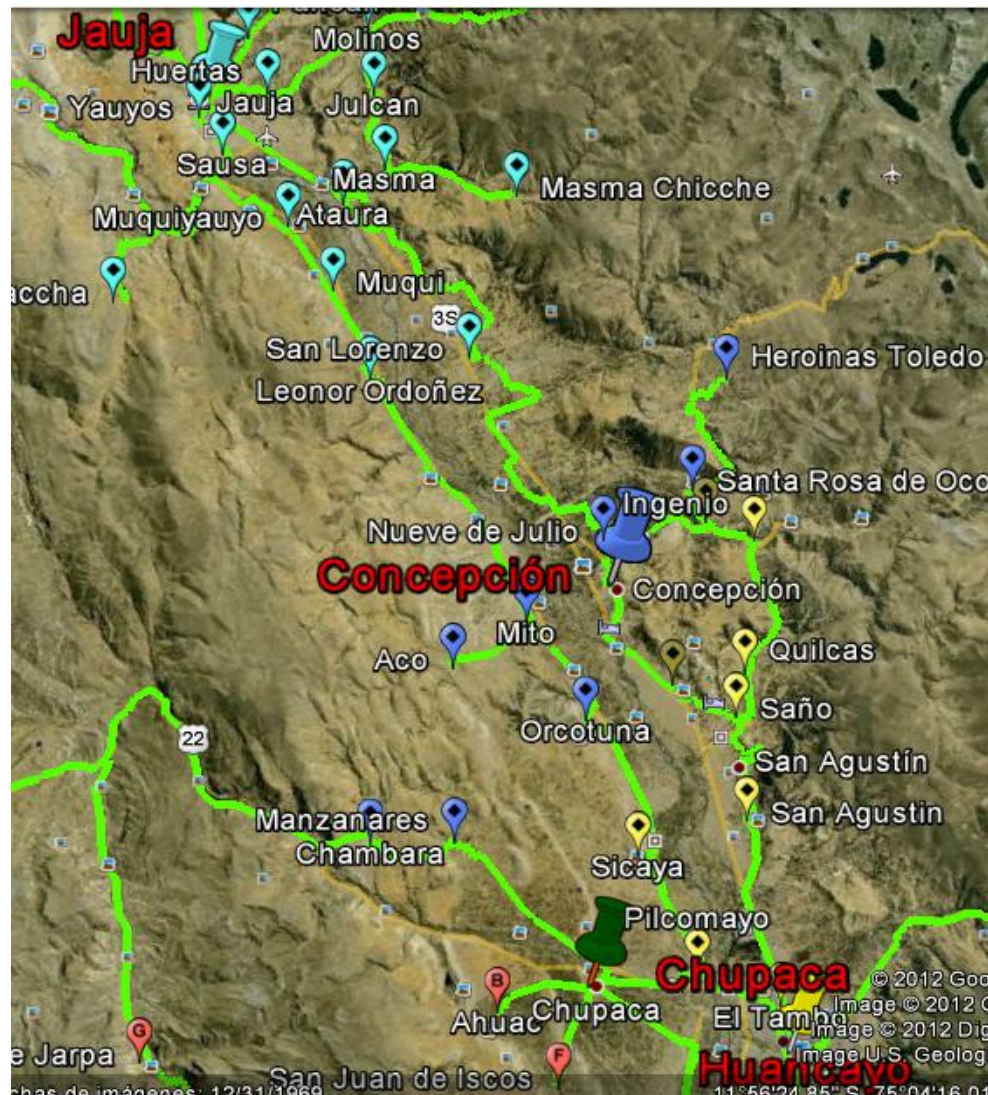 Jauja
Molinos
Huertas
Yauyos
Jauja
Julcan
Sausa
Masma
Masma Chicche
Muquiyauyo
Ataura
accha
Muqui
3S
San Lorenzo
Heroinas Toledo
Leonor Ordoñez
Santa Rosa de Oco
Ingenio
Nueve de Julio
Concepción
Concepción
Mito
Aco
Quilcas
Saño
Orcotuna
22
San Agustín
San Agustin
Manzanares
Chambara
Sicaya
Pilcomayo
Chupaca
© 2012 Goo
B
Ahuac
Chupaca
El Tambo
Image © 2012 G
Image © 2012 Dig
G
e Jarpa
F
Image U.S. Geolog
Huancayo
San Juan de Iscos
chas de imágenes: 12/31/1969
11°56'24.85" S 75°04'16.01